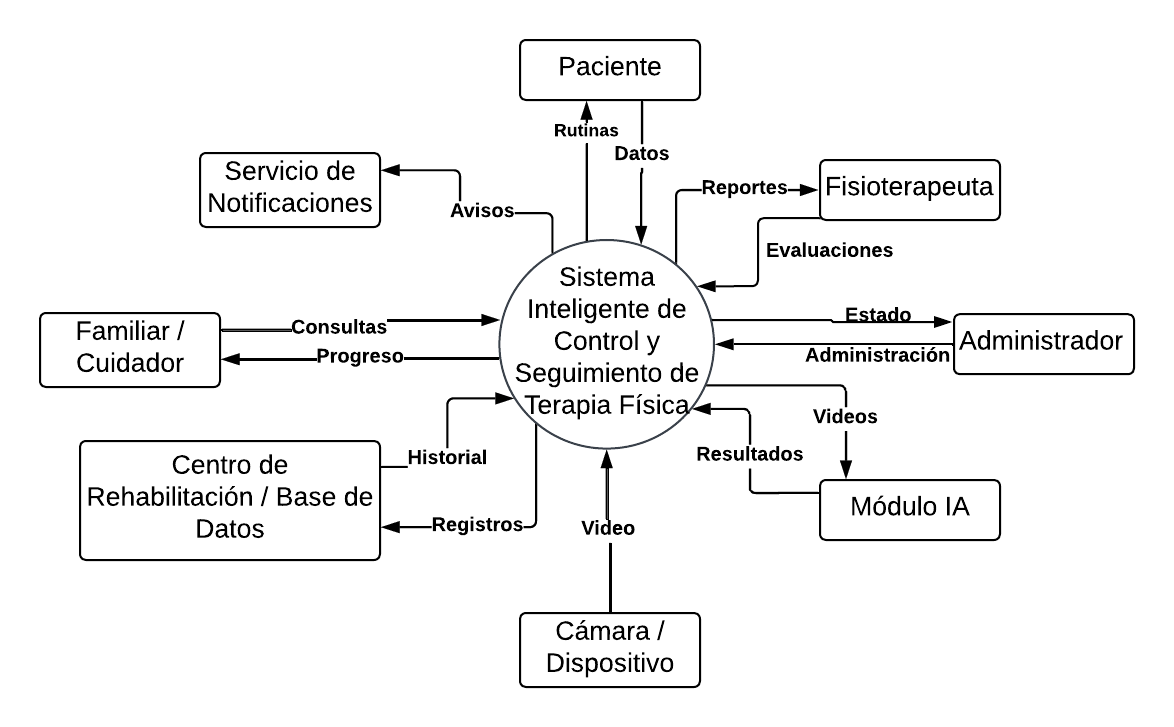 Paciente
Rutinas
Datos
Servicio de
Notificaciones
Avisos
Reportes
Fisioterapeuta
Evaluaciones
Sistema
Inteligente de
Control y
Seguimiento de
Terapia Física
Familiar /
Cuidador
Consultas
Progreso
Estado
Administración
Administrador
Videos
Resultados
Módulo IA
Historial
Centro de
Rehabilitación / Base de
Datos
Registros
Video
Cámara /
Dispositivo